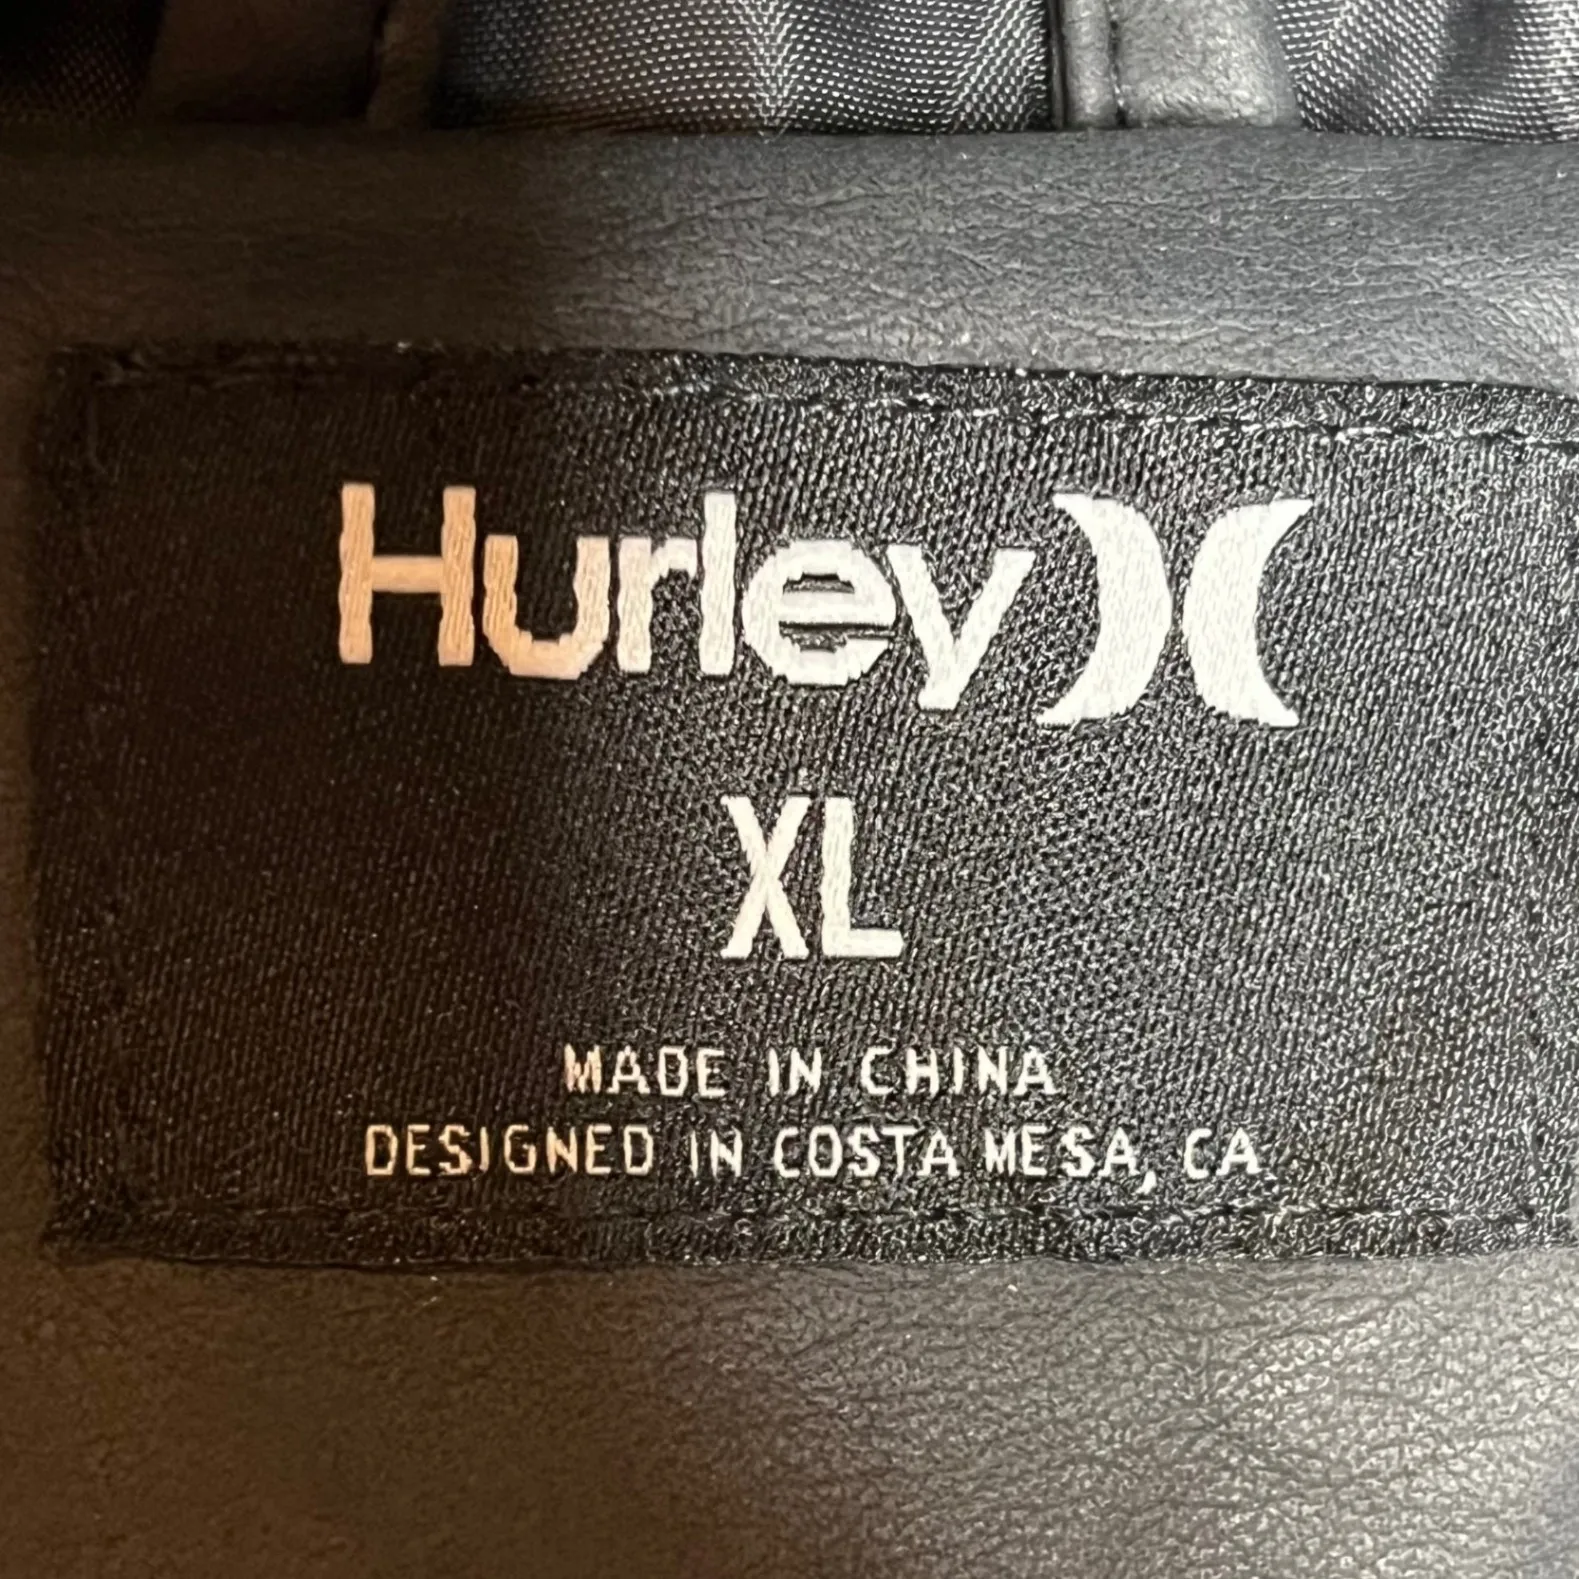 Hurley
XL
MADE IN CHINA
DESIGNED IN COSTA MESA, CA